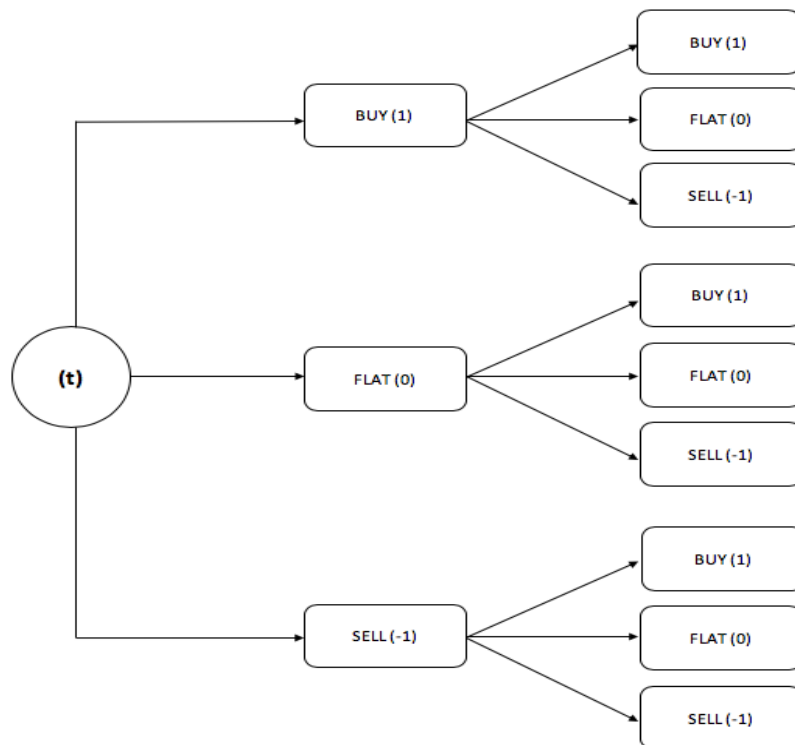 BUY (1)
BUY (1)
FLAT (0)
SELL (-1)
(t)
FLAT (0)
BUY (1)
FLAT (0)
SELL (-1)
SELL (-1)
BUY (1)
FLAT (0)
SELL (-1)